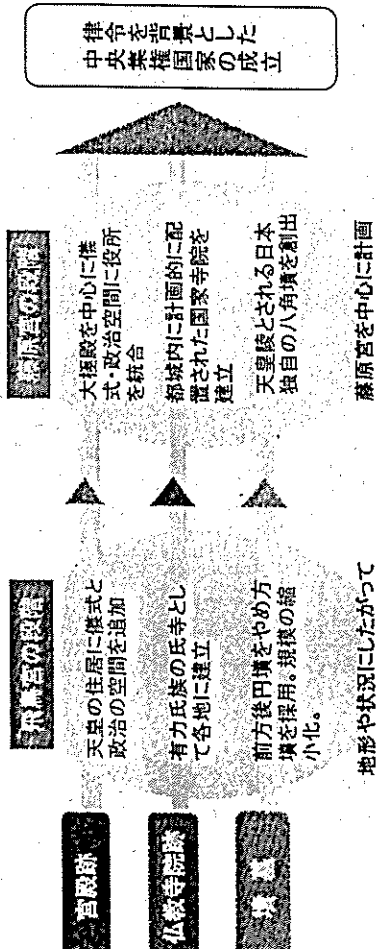 飛鳥宮の段階
藤原宮の段階
宮殿跡
天皇の住居に儀式と
政治の空間を追加
大極殿を中心に儀
式・政治空間に役所
を統合
仏教寺院跡
有力氏族の氏寺とし
て各地に建立
都城内に計画的に配
置された国家寺院を
建立
墳墓
前方後円墳をやめ方
墳を採用。規模の縮
小化。
天皇陵とされる日本
独自の八角墳を創出
地形や状況にしたがって
藤原宮を中心に計画
律令を背景とした
中央集権国家の成立